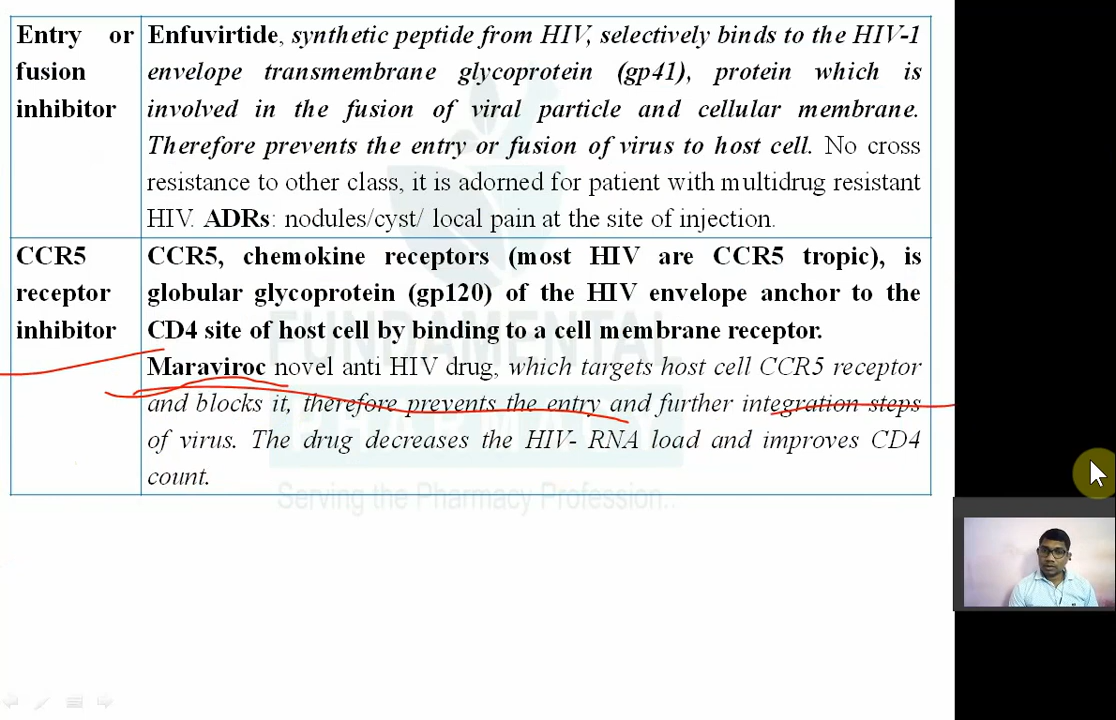 Entry or fusion inhibitor
Enfuvirtide, synthetic peptide from HIV, selectively binds to the HIV-1
envelope transmembrane glycoprotein (gp41), protein which is
involved in the fusion of viral particle and cellular membrane.
Therefore prevents the entry or fusion of virus to host cell. No cross
resistance to other class, it is adorned for patient with multidrug resistant
HIV. ADRs: nodules/cyst/ local pain at the site of injection.
CCR5 receptor inhibitor
CCR5, chemokine receptors (most HIV are CCR5 tropic), is
globular glycoprotein (gp120) of the HIV envelope anchor to the
CD4 site of host cell by binding to a cell membrane receptor.
Maraviroc novel anti HIV drug, which targets host cell CCR5 receptor
and blocks it, therefore prevents the entry and further integration steps
of virus. The drug decreases the HIV- RNA load and improves CD4
count.
FUNDAMENTAL
PHARMACY
Serving the Pharmacy Profession..